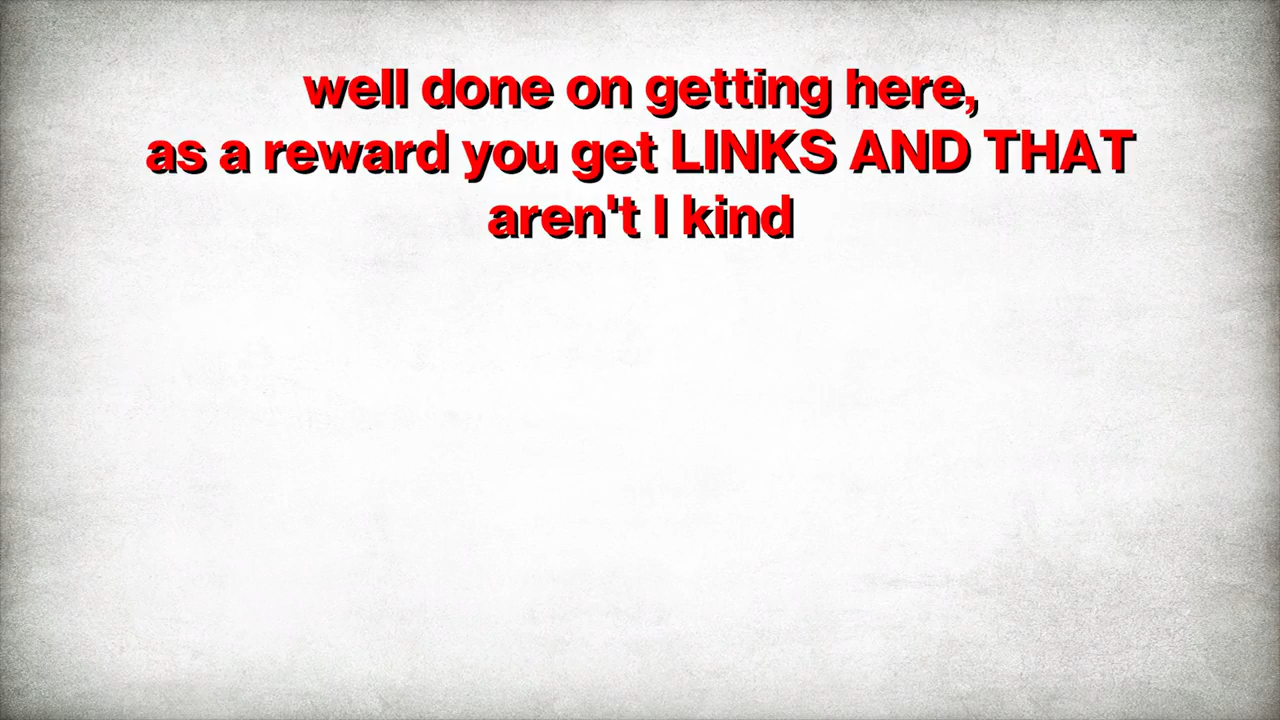 well done on getting here,
as a reward you get LINKS AND THAT
aren't I kind